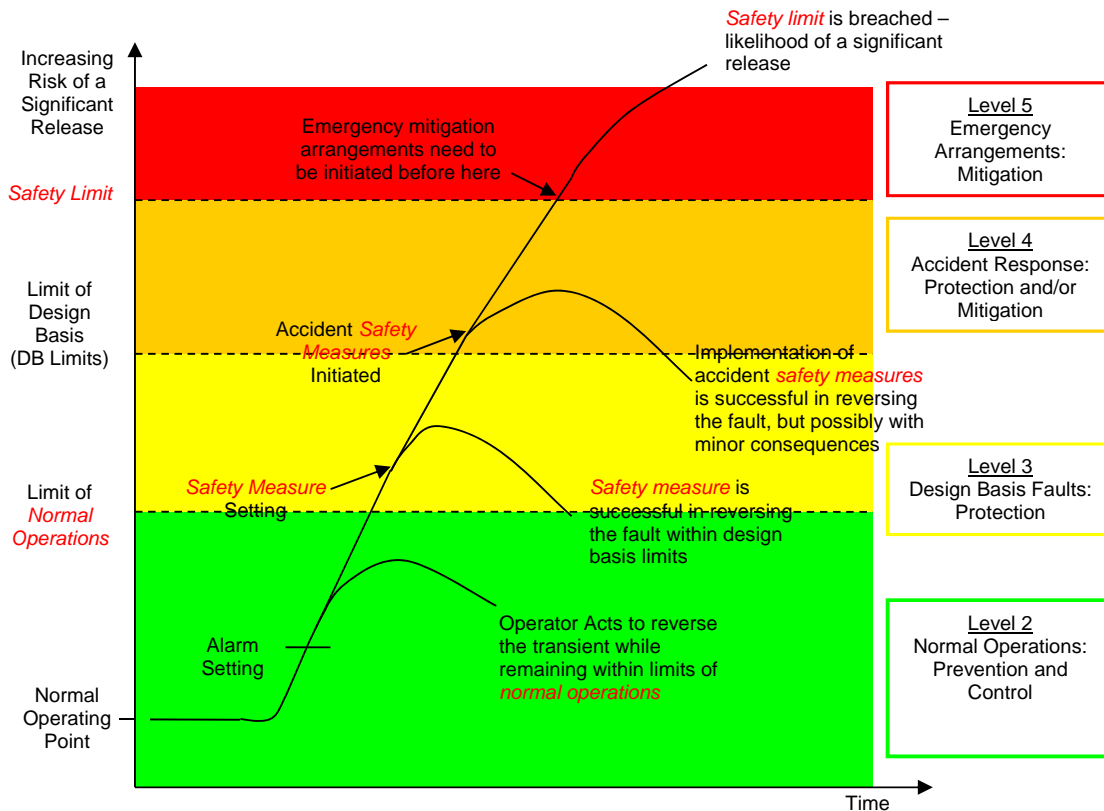 Safety limit is breached –
likelihood of a significant
release
Increasing
Risk of a
Significant
Release
Emergency mitigation
arrangements need to
be initiated before here
Level 5
Emergency
Arrangements:
Mitigation
Safety Limit
Level 4
Accident Response:
Protection and/or
Mitigation
Limit of
Design
Basis
(DB Limits)
Accident Safety
Measures
Initiated
Implementation of
accident safety measures
is successful in reversing
the fault, but possibly with
minor consequences
Level 3
Design Basis Faults:
Protection
Limit of
Normal
Operations
Safety Measure
Setting
Safety measure is
successful in reversing
the fault within design
basis limits
Level 2
Normal Operations:
Prevention and
Control
Operator Acts to reverse
the transient while
remaining within limits of
normal operations
Alarm
Setting
Normal
Operating
Point
Time